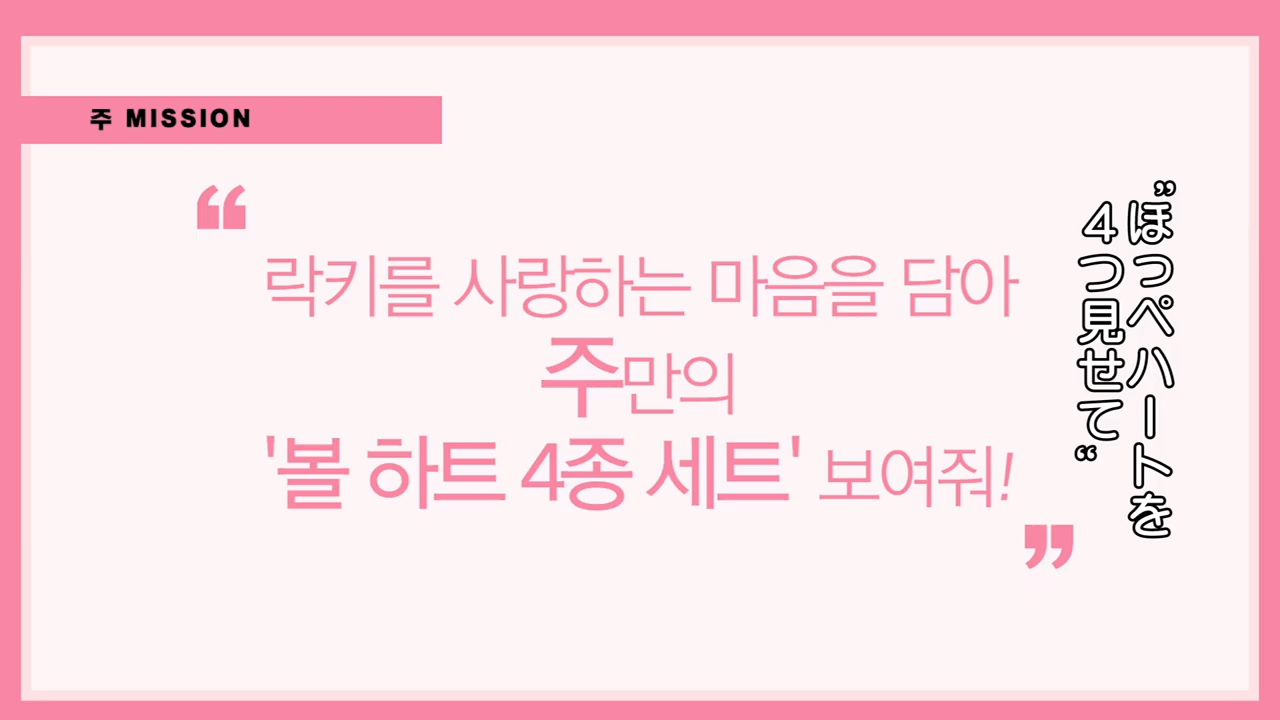 주 MISSION
“
락키를 사랑하는 마음을 담아
주만의
'볼 하트 4종 세트' 보여줘!
”
”ほっぺハートを
4つ見せて“